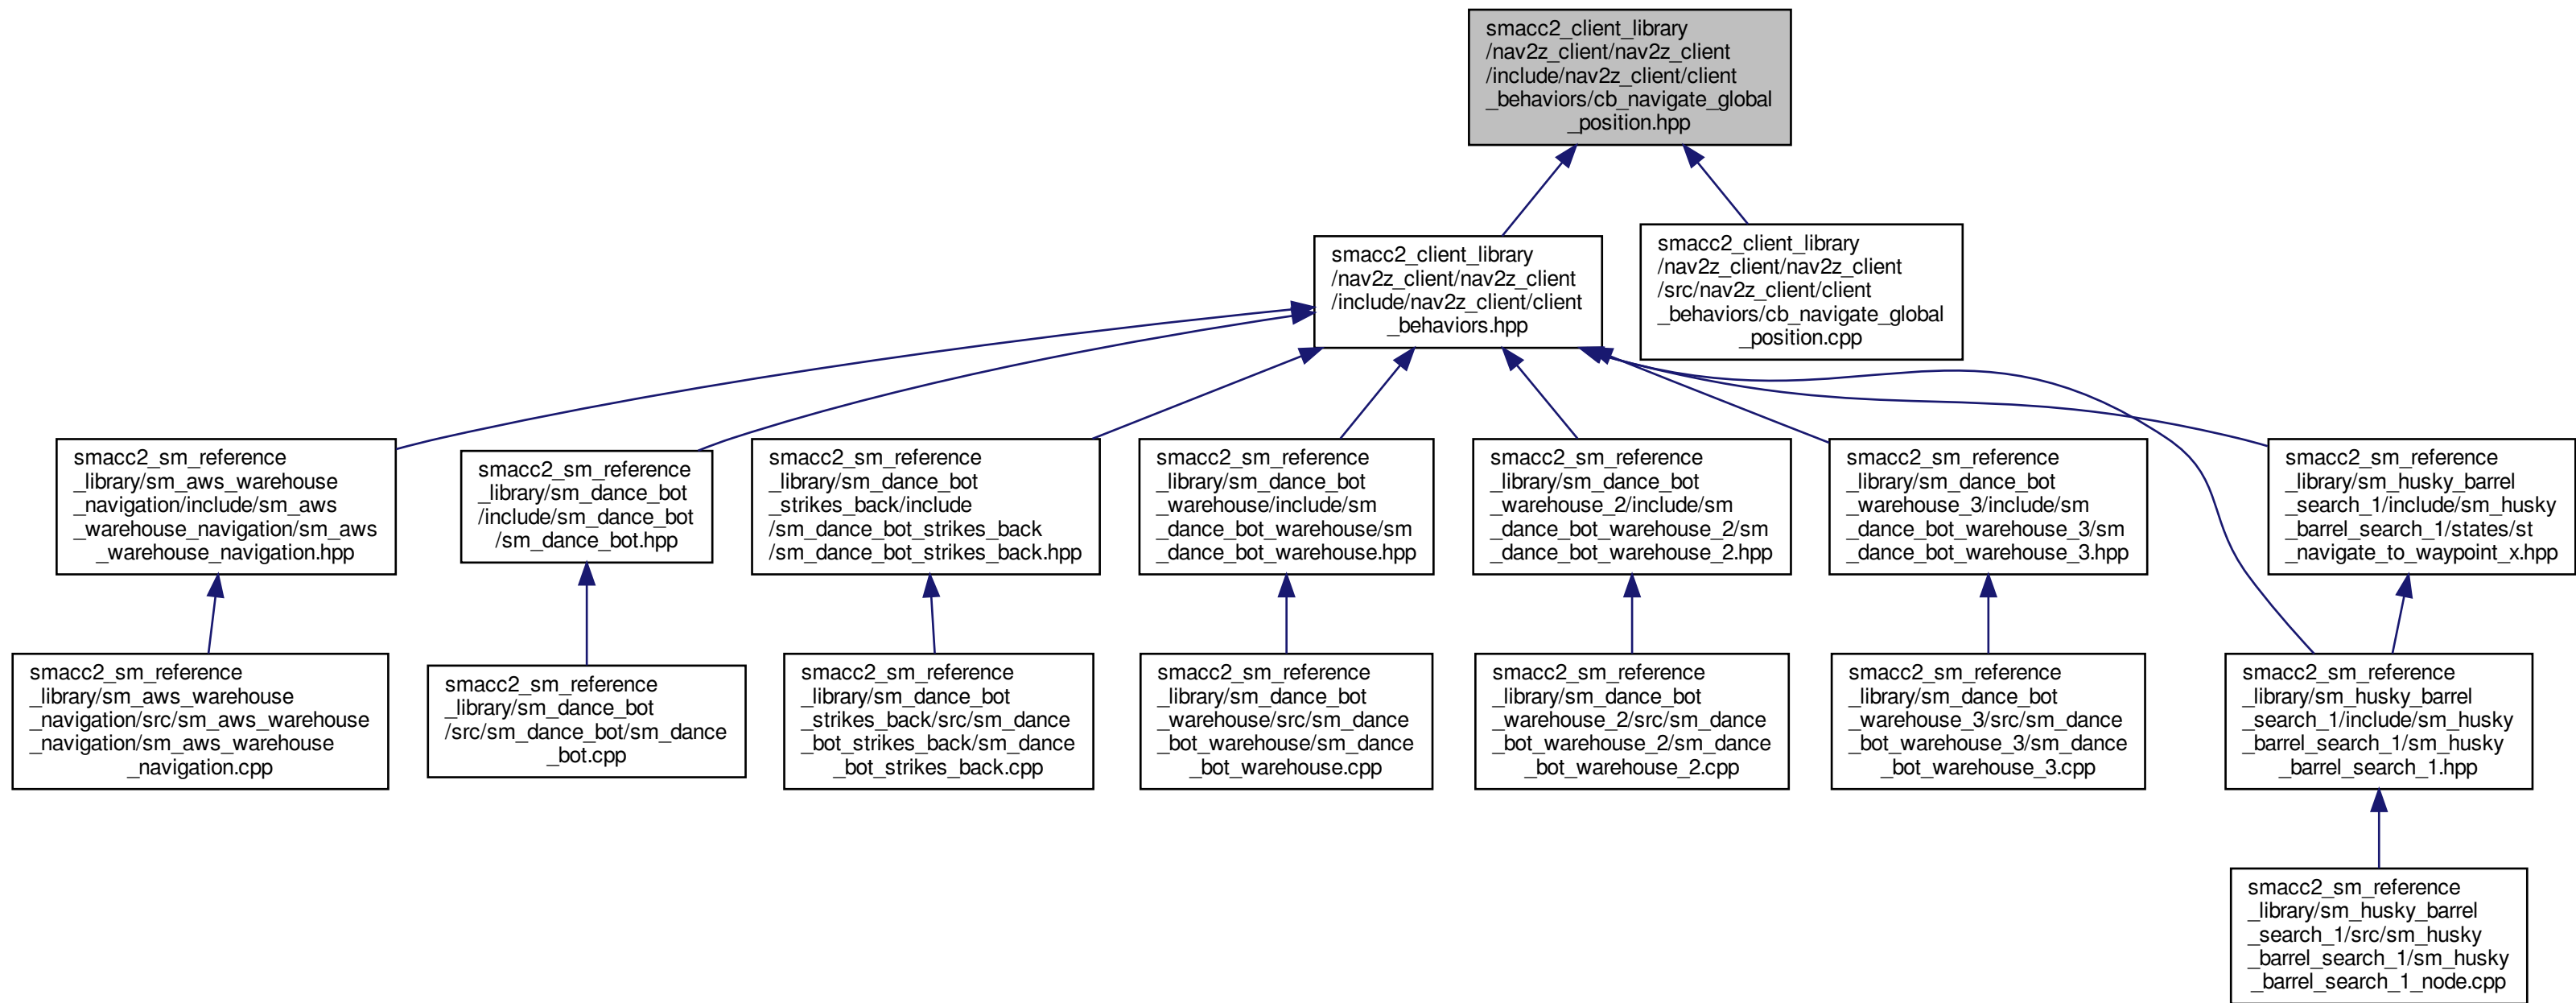 smacc2_client_library
/nav2z_client/nav2z_client
/include/nav2z_client/client
_behaviors/cb_navigate_global
_position.hpp
smacc2_client_library
/nav2z_client/nav2z_client
/include/nav2z_client/client
_behaviors.hpp
smacc2_client_library
/nav2z_client/nav2z_client
/src/nav2z_client/client
_behaviors/cb_navigate_global
_position.cpp
smacc2_sm_reference
_library/sm_aws_warehouse
_navigation/include/sm_aws
_warehouse_navigation/sm_aws
_warehouse_navigation.hpp
smacc2_sm_reference
_library/sm_dance_bot
/include/sm_dance_bot
/sm_dance_bot.hpp
smacc2_sm_reference
_library/sm_dance_bot
_strikes_back/include
/sm_dance_bot_strikes_back
/sm_dance_bot_strikes_back.hpp
smacc2_sm_reference
_library/sm_dance_bot
_warehouse/include/sm
_dance_bot_warehouse/sm
_dance_bot_warehouse.hpp
smacc2_sm_reference
_library/sm_dance_bot
_warehouse_2/include/sm
_dance_bot_warehouse_2/sm
_dance_bot_warehouse_2.hpp
smacc2_sm_reference
_library/sm_dance_bot
_warehouse_3/include/sm
_dance_bot_warehouse_3/sm
_dance_bot_warehouse_3.hpp
smacc2_sm_reference
_library/sm_husky_barrel
_search_1/include/sm_husky
_barrel_search_1/states/st
_navigate_to_waypoint_x.hpp
smacc2_sm_reference
_library/sm_aws_warehouse
_navigation/src/sm_aws_warehouse
_navigation/sm_aws_warehouse
_navigation.cpp
smacc2_sm_reference
_library/sm_dance_bot
/src/sm_dance_bot/sm_dance
_bot.cpp
smacc2_sm_reference
_library/sm_dance_bot
_strikes_back/src/sm_dance
_bot_strikes_back/sm_dance
_bot_strikes_back.cpp
smacc2_sm_reference
_library/sm_dance_bot
_warehouse/src/sm_dance
_bot_warehouse/sm_dance
_bot_warehouse.cpp
smacc2_sm_reference
_library/sm_dance_bot
_warehouse_2/src/sm_dance
_bot_warehouse_2/sm_dance
_bot_warehouse_2.cpp
smacc2_sm_reference
_library/sm_dance_bot
_warehouse_3/src/sm_dance
_bot_warehouse_3/sm_dance
_bot_warehouse_3.cpp
smacc2_sm_reference
_library/sm_husky_barrel
_search_1/include/sm_husky
_barrel_search_1/sm_husky
_barrel_search_1.hpp
smacc2_sm_reference
_library/sm_husky_barrel
_search_1/src/sm_husky
_barrel_search_1/sm_husky
_barrel_search_1_node.cpp